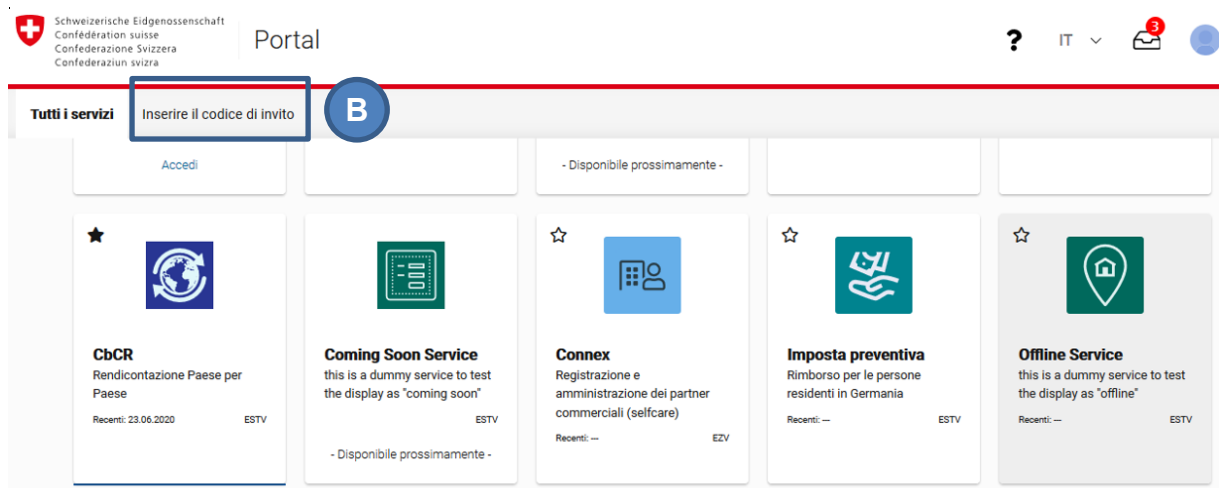 Schweizerische Eidgenossenschaft
Confédération suisse
Confederazione Svizzera
Confederaziun svizra
Portal
?
IT
3
Tutti i servizi
Inserire il codice di invito
B
Accedi
- Disponibile prossimamente -
CbCR
Rendicontazione Paese per
Paese
Recenti: 23.06.2020
ESTV
Coming Soon Service
this is a dummy service to test
the display as "coming soon"
ESTV
- Disponibile prossimamente -
Connex
Registrazione e
amministrazione dei partner
commerciali (selfcare)
Recenti: ---
EZV
Imposta preventiva
Rimborso per le persone
residenti in Germania
Recenti: ---
ESTV
Offline Service
this is a dummy service to test
the display as "offline"
Recenti: ---
ESTV